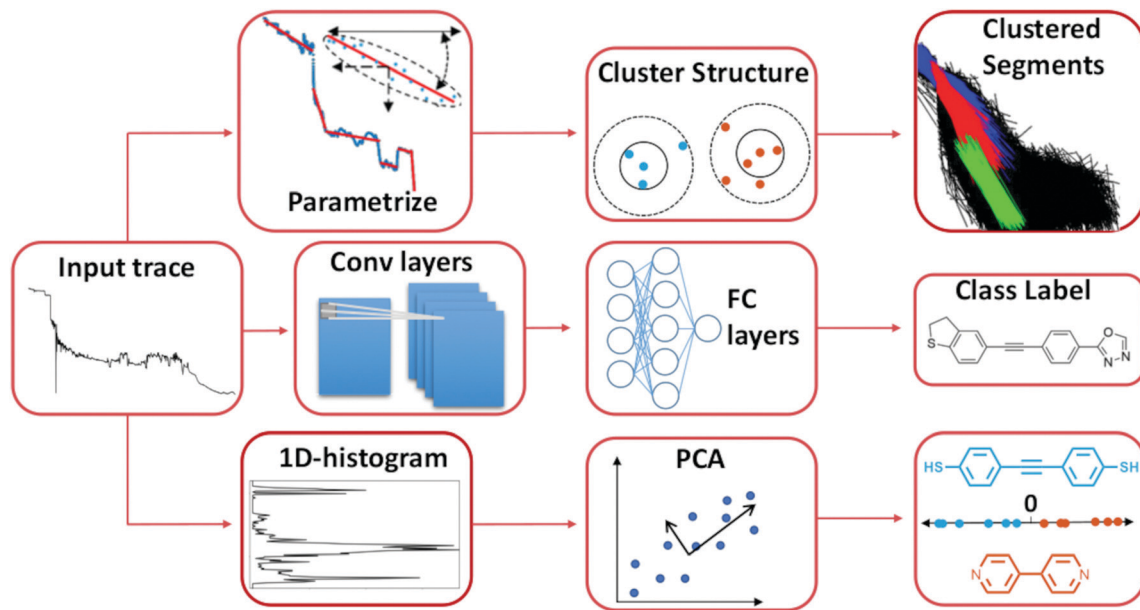 Parametrize
Cluster Structure
Clustered
Segments
Input trace
Conv layers
FC
layers
Class Label
S
O
N
N
1D-histogram
PCA
HS
SH
0
N
N